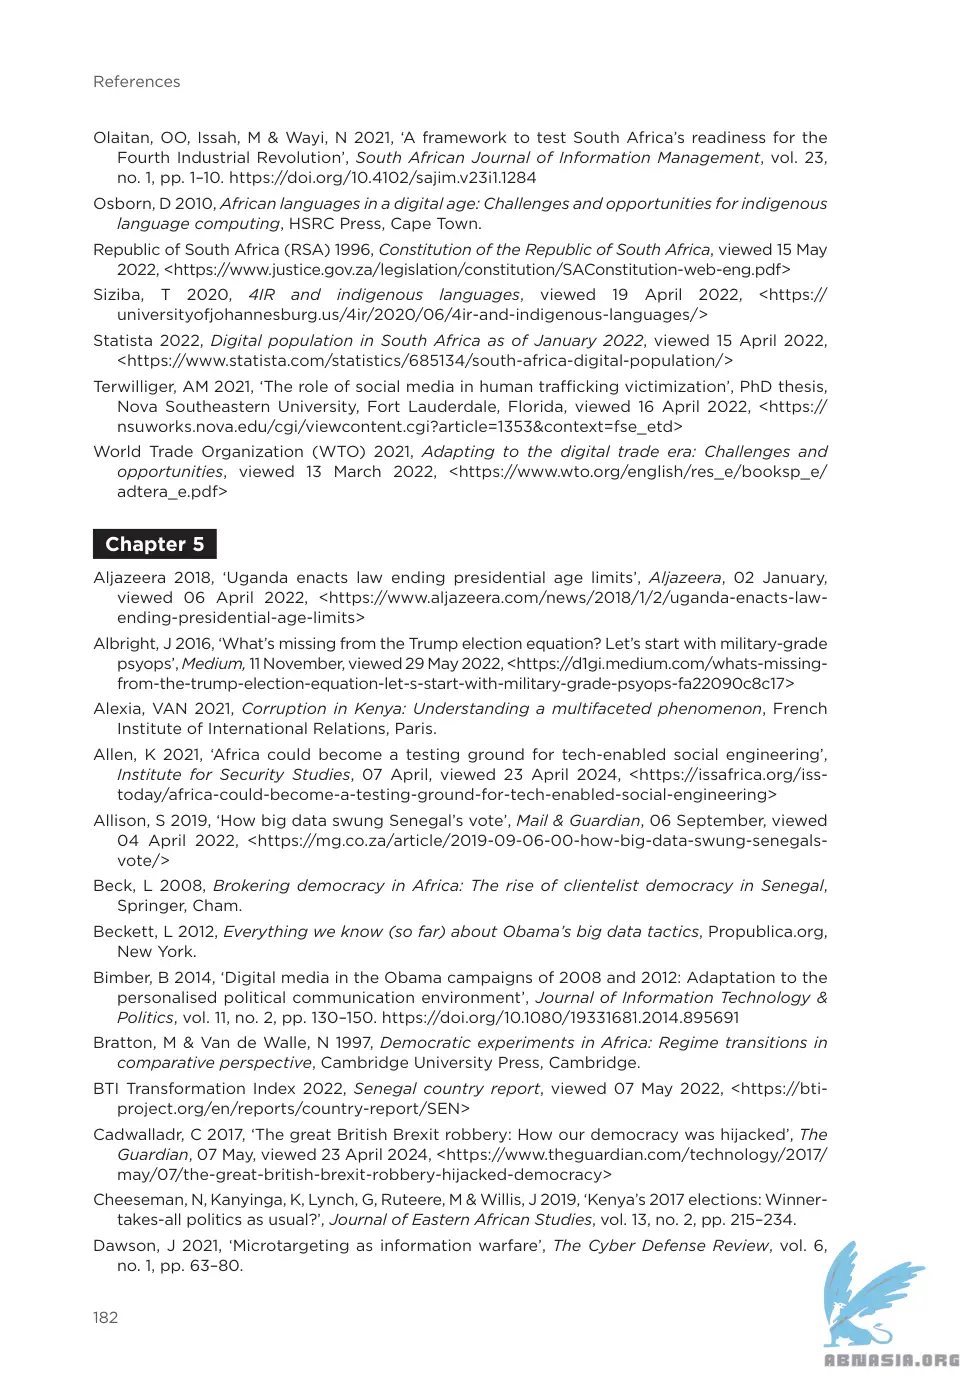 References
Olaitan, OO, Issah, M & Wayi, N 2021, ‘A framework to test South Africa’s readiness for the
Fourth Industrial Revolution’, South African Journal of Information Management, vol. 23,
no. 1, pp. 1–10. https://doi.org/10.4102/sajim.v23i1.1284
Osborn, D 2010, African languages in a digital age: Challenges and opportunities for indigenous
language computing, HSRC Press, Cape Town.
Republic of South Africa (RSA) 1996, Constitution of the Republic of South Africa, viewed 15 May
2022, <https://www.justice.gov.za/legislation/constitution/SAConstitution-web-eng.pdf>
Siziba, T 2020, 4IR and indigenous languages, viewed 19 April 2022, <https://
universityofjohannesburg.us/4ir/2020/06/4ir-and-indigenous-languages/>
Statista 2022, Digital population in South Africa as of January 2022, viewed 15 April 2022,
<https://www.statista.com/statistics/685134/south-africa-digital-population/>
Terwilliger, AM 2021, ‘The role of social media in human trafficking victimization’, PhD thesis,
Nova Southeastern University, Fort Lauderdale, Florida, viewed 16 April 2022, <https://
nsuworks.nova.edu/cgi/viewcontent.cgi?article=1353&context=fse_etd>
World Trade Organization (WTO) 2021, Adapting to the digital trade era: Challenges and
opportunities, viewed 13 March 2022, <https://www.wto.org/english/res_e/booksp_e/
adtera_e.pdf>
Chapter 5
Aljazeera 2018, ‘Uganda enacts law ending presidential age limits’, Aljazeera, 02 January,
viewed 06 April 2022, <https://www.aljazeera.com/news/2018/1/2/uganda-enacts-law-
ending-presidential-age-limits>
Albright, J 2016, ‘What’s missing from the Trump election equation? Let’s start with military-grade
psyops’, Medium, 11 November, viewed 29 May 2022, <https://d1gi.medium.com/whats-missing-
from-the-trump-election-equation-let-s-start-with-military-grade-psyops-fa22090c8c17>
Alexia, VAN 2021, Corruption in Kenya: Understanding a multifaceted phenomenon, French
Institute of International Relations, Paris.
Allen, K 2021, ‘Africa could become a testing ground for tech-enabled social engineering’,
Institute for Security Studies, 07 April, viewed 23 April 2024, <https://issafrica.org/iss-
today/africa-could-become-a-testing-ground-for-tech-enabled-social-engineering>
Allison, S 2019, ‘How big data swung Senegal’s vote’, Mail & Guardian, 06 September, viewed
04 April 2022, <https://mg.co.za/article/2019-09-06-00-how-big-data-swung-senegals-
vote/>
Beck, L 2008, Brokering democracy in Africa: The rise of clientelist democracy in Senegal,
Springer, Cham.
Beckett, L 2012, Everything we know (so far) about Obama’s big data tactics, Propublica.org,
New York.
Bimber, B 2014, ‘Digital media in the Obama campaigns of 2008 and 2012: Adaptation to the
personalised political communication environment’, Journal of Information Technology &
Politics, vol. 11, no. 2, pp. 130–150. https://doi.org/10.1080/19331681.2014.895691
Bratton, M & Van de Walle, N 1997, Democratic experiments in Africa: Regime transitions in
comparative perspective, Cambridge University Press, Cambridge.
BTI Transformation Index 2022, Senegal country report, viewed 07 May 2022, <https://bti-
project.org/en/reports/country-report/SEN>
Cadwalladr, C 2017, ‘The great British Brexit robbery: How our democracy was hijacked’, The
Guardian, 07 May, viewed 23 April 2024, <https://www.theguardian.com/technology/2017/
may/07/the-great-british-brexit-robbery-hijacked-democracy>
Cheeseman, N, Kanyinga, K, Lynch, G, Ruteere, M & Willis, J 2019, ‘Kenya’s 2017 elections: Winner-
takes-all politics as usual?’, Journal of Eastern African Studies, vol. 13, no. 2, pp. 215–234.
Dawson, J 2021, ‘Microtargeting as information warfare’, The Cyber Defense Review, vol. 6,
no. 1, pp. 63–80.
182
ABNASIA.ORG